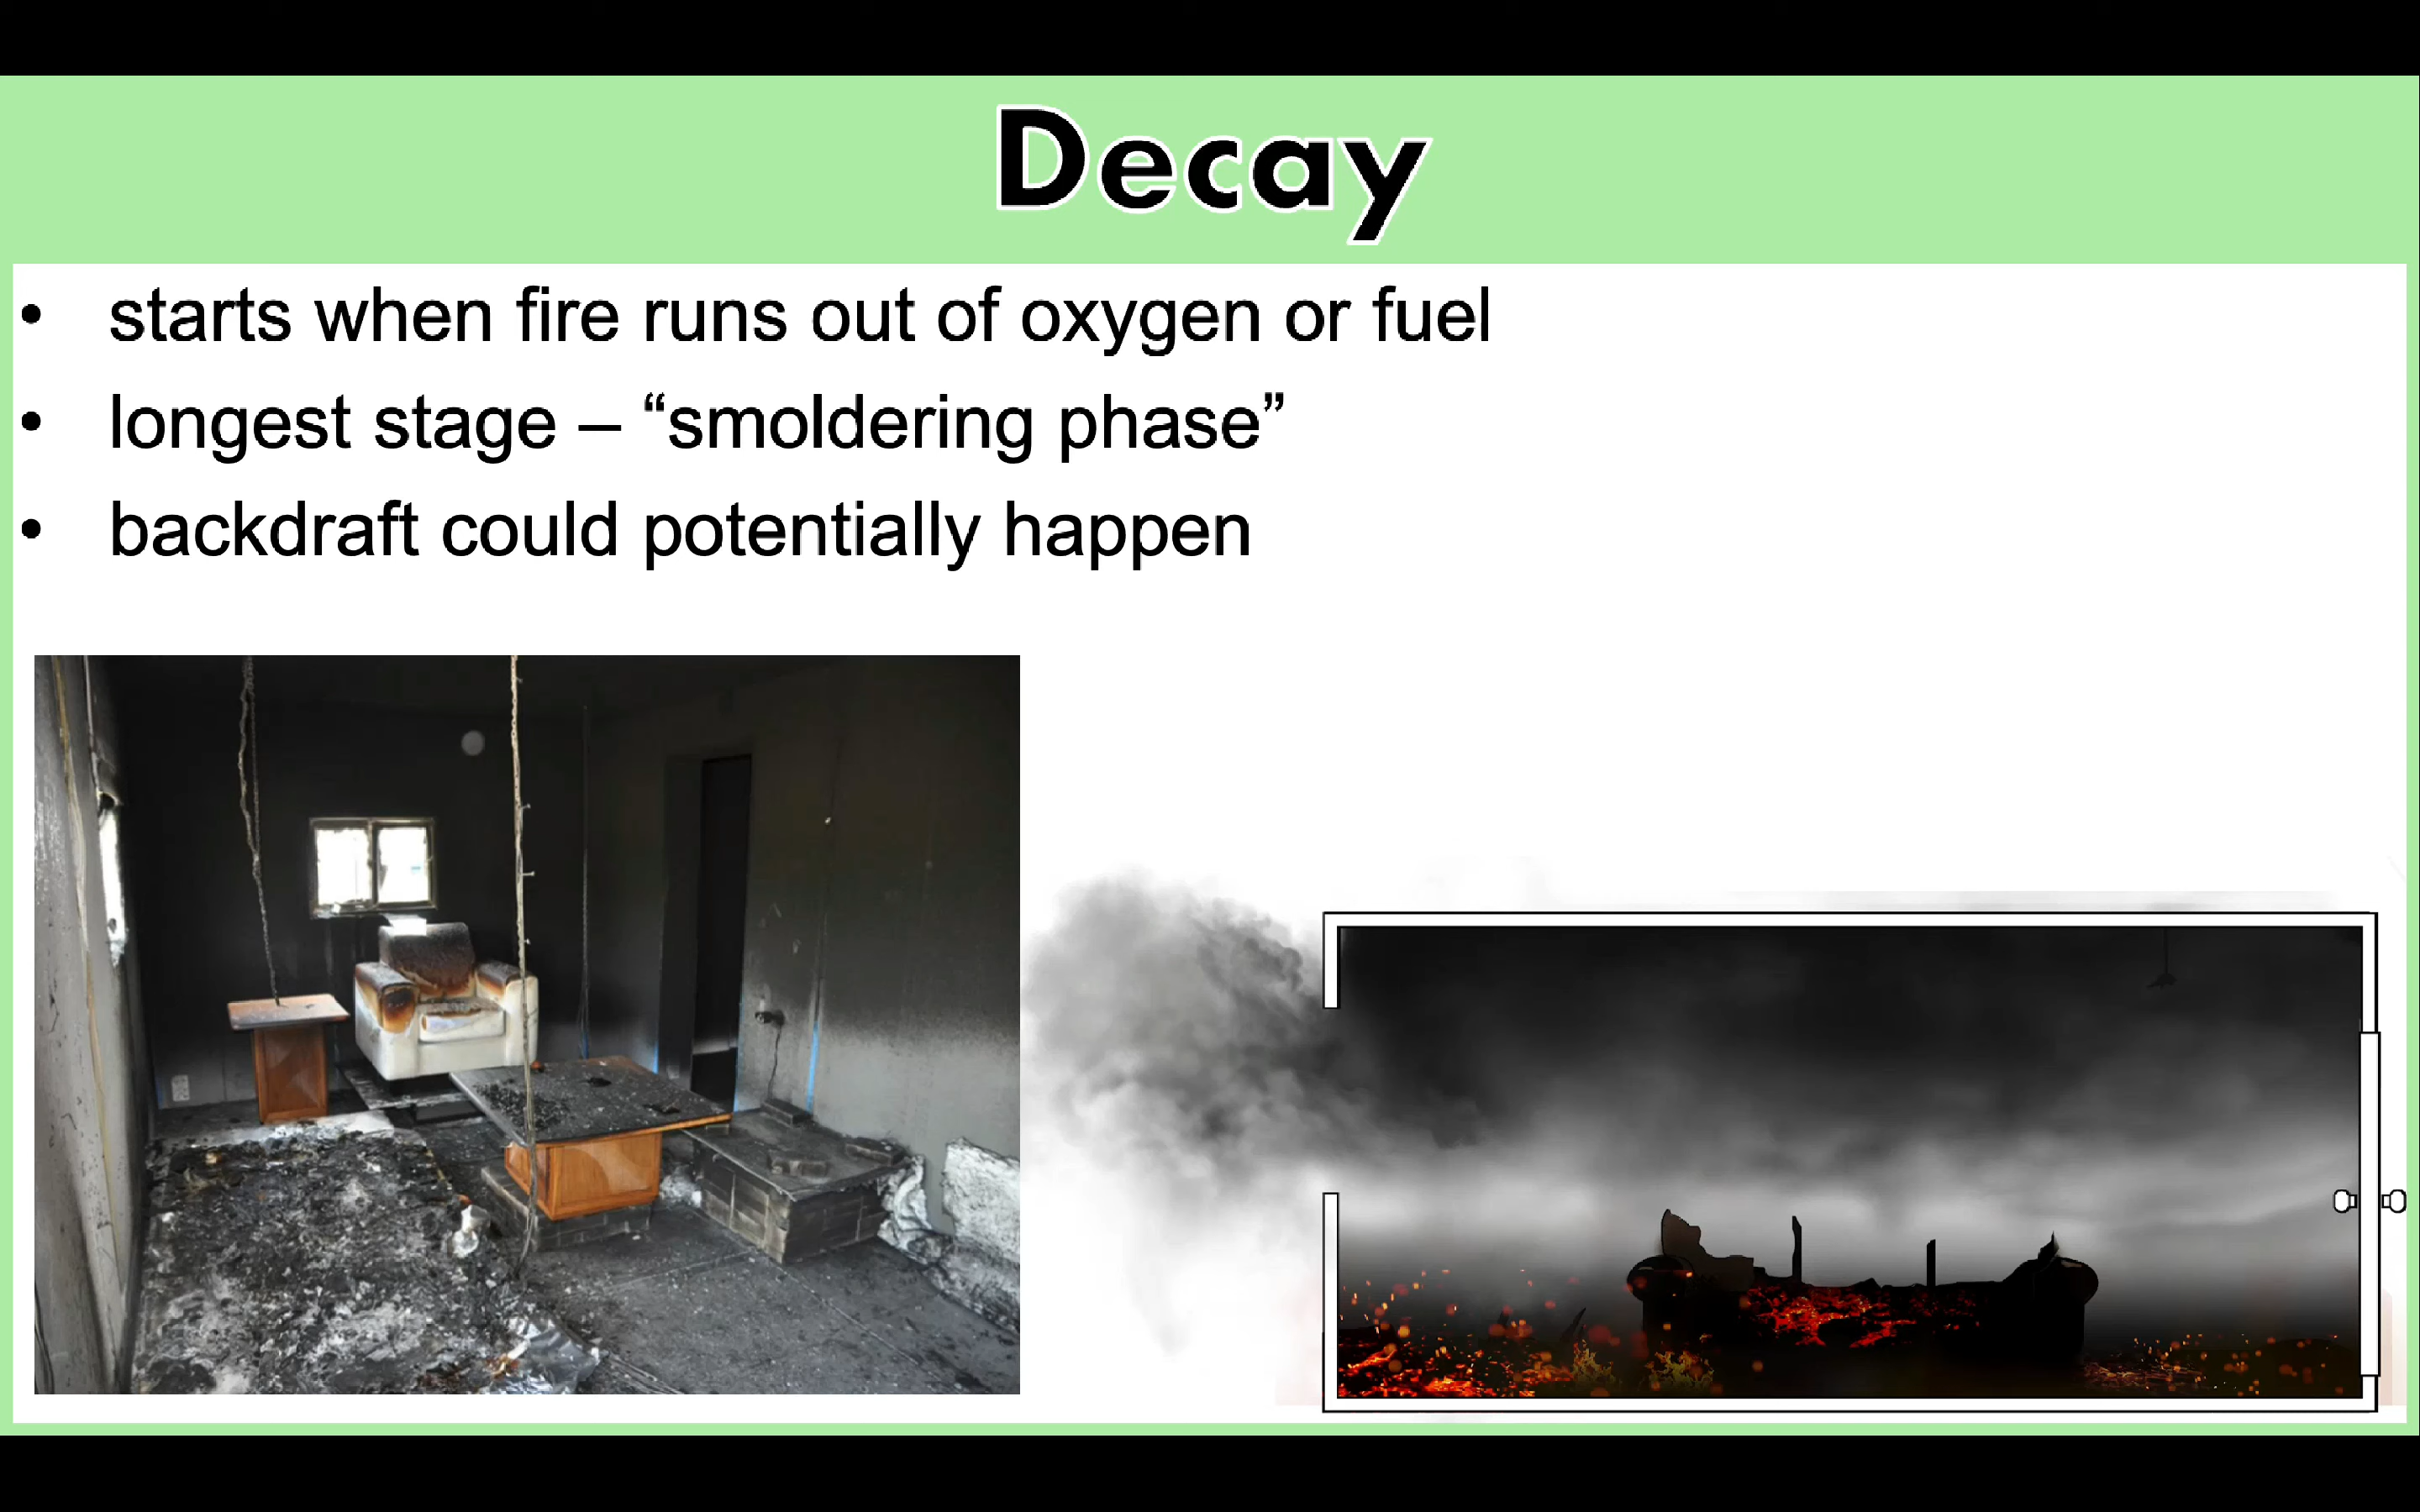 Decay
• starts when fire runs out of oxygen or fuel
• longest stage – “smoldering phase”
• backdraft could potentially happen